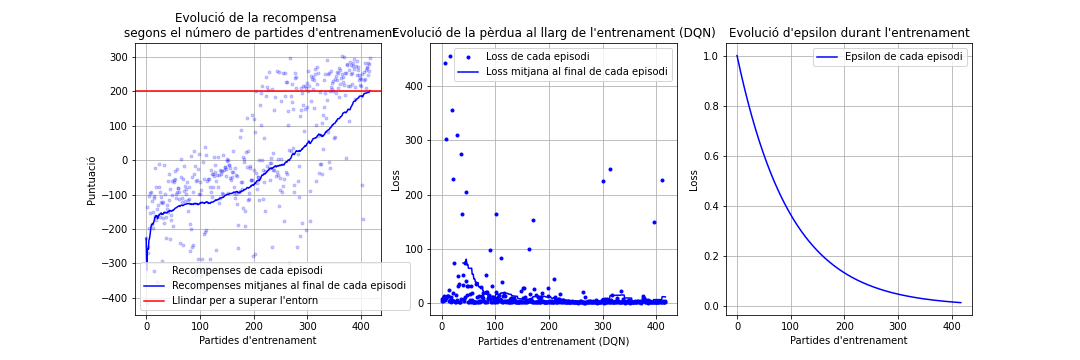 Evolució de la recompensa
segons el número de partides d'entrenament
Puntuació
300
200
100
0
−100
−200
−300
−400
Recompenses de cada episodi
Recompenses mitjanes al final de cada episodi
Llindar per a superar l'entorn
0
100
200
300
400
Partides d'entrenament
Evolució de la pèrdua al llarg de l'entrenament (DQN)
Loss
400
300
200
100
0
Loss de cada episodi
Loss mitjana al final de cada episodi
0
100
200
300
400
Partides d'entrenament (DQN)
Evolució d'epsilon durant l'entrenament
Loss
1.0
0.8
0.6
0.4
0.2
0.0
Epsilon de cada episodi
0
100
200
300
400
Partides d'entrenament